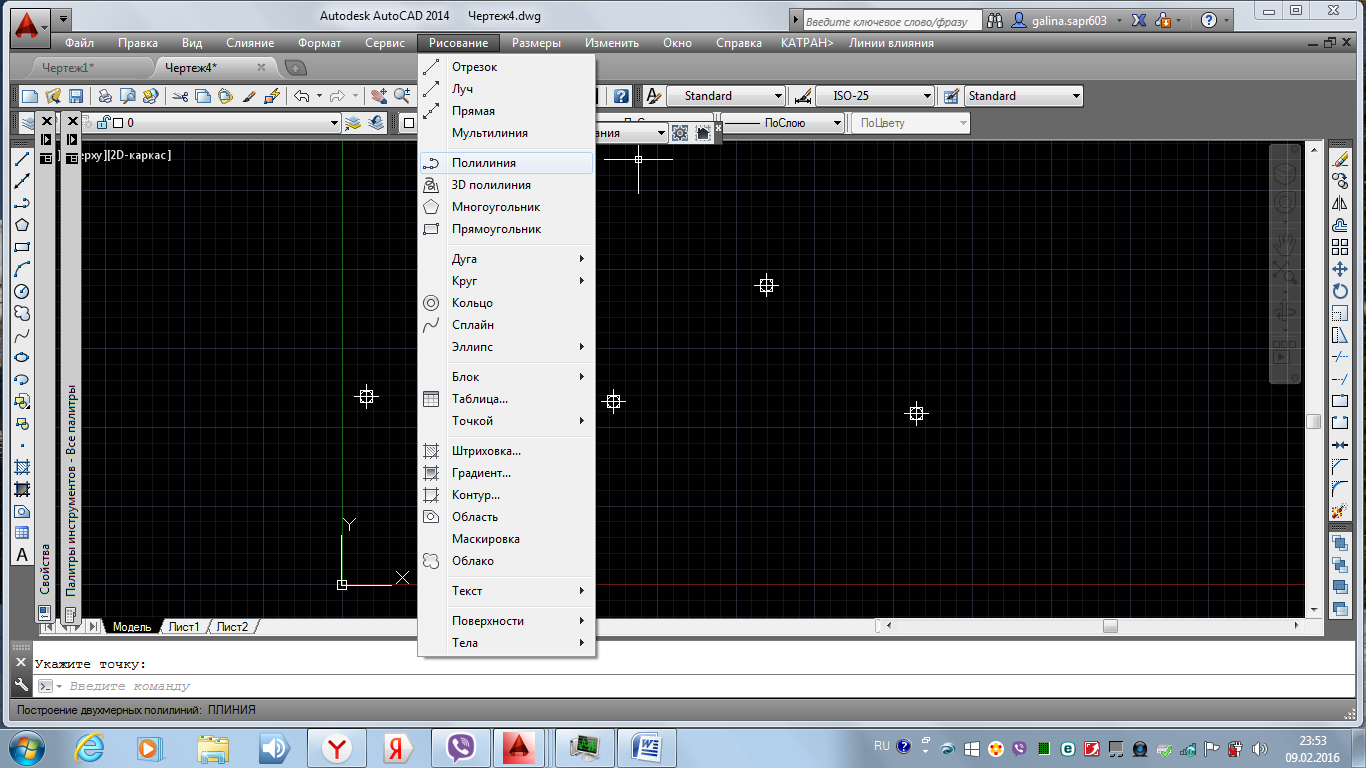 Autodesk AutoCAD 2014 Чертеж4.dwg
Введите ключевое слово/фразу
galina.sapr603
Файл Правка Вид Слияние Формат Сервис Рисование Размеры Изменить Окно Справка КАТРАН> Линии влияния
Чертеж1*
Чертеж4*
Standard
ISO-25
Standard
0
ПоСлою
ПоЦвету
][2D-каркас]
Отрезок
Луч
Прямая
Мультилиния
Полилиния
3D полилиния
Многоугольник
Прямоугольник
Дуга
Круг
Кольцо
Сплайн
Эллипс
Блок
Таблица...
Точкой
Штриховка...
Градиент...
Контур...
Область
Маскировка
Облако
Текст
Поверхности
Тела
Свойства
Палитры инструментов - Все палитры
Y
X
A
Модель Лист1 Лист2
Укажите точку:
Введите команду
Построение двухмерных полилиний: ПЛИНИЯ
RU
23:53
09.02.2016